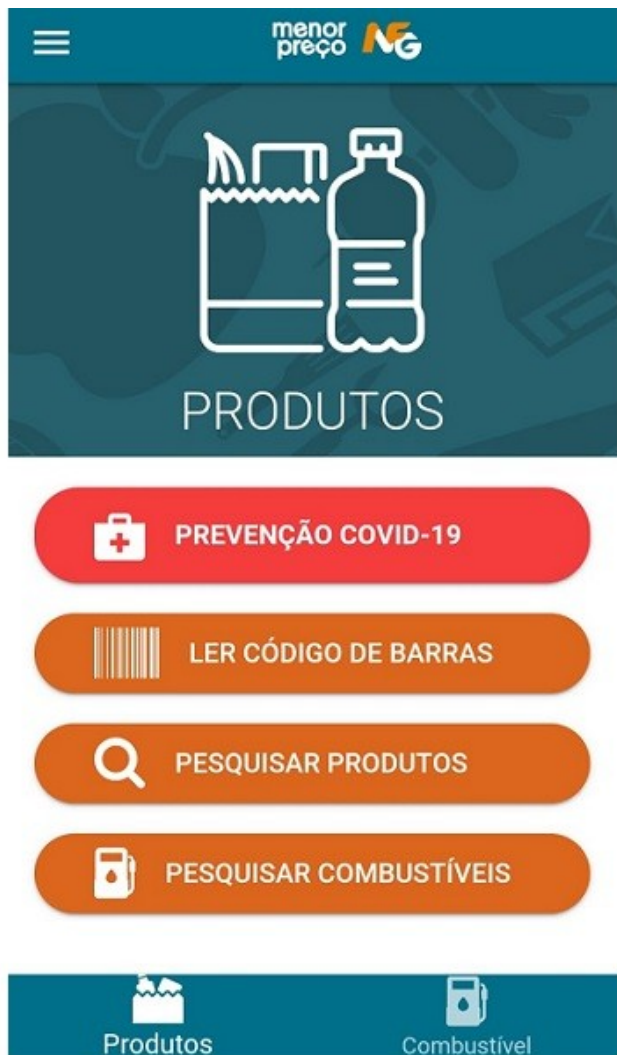 menor
preço NFG
PRODUTOS
PREVENÇÃO COVID-19
LER CÓDIGO DE BARRAS
PESQUISAR PRODUTOS
PESQUISAR COMBUSTÍVEIS
Produtos Combustível